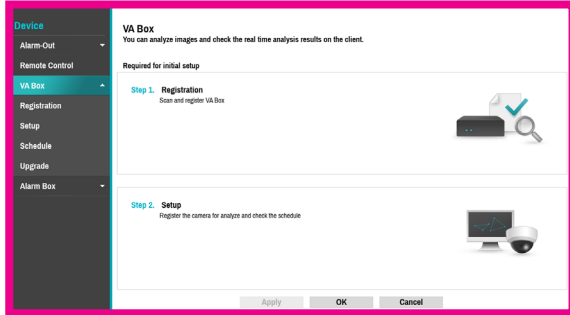 Device
Alarm-Out
Remote Control
VA Box
Registration
Setup
Schedule
Upgrade
Alarm Box
VA Box
You can analyze images and check the real time analysis results on the client.
Required for initial setup
Step 1. Registration
Scan and register VA Box
Step 2. Setup
Register the camera for analyze and check the schedule
Apply OK Cancel